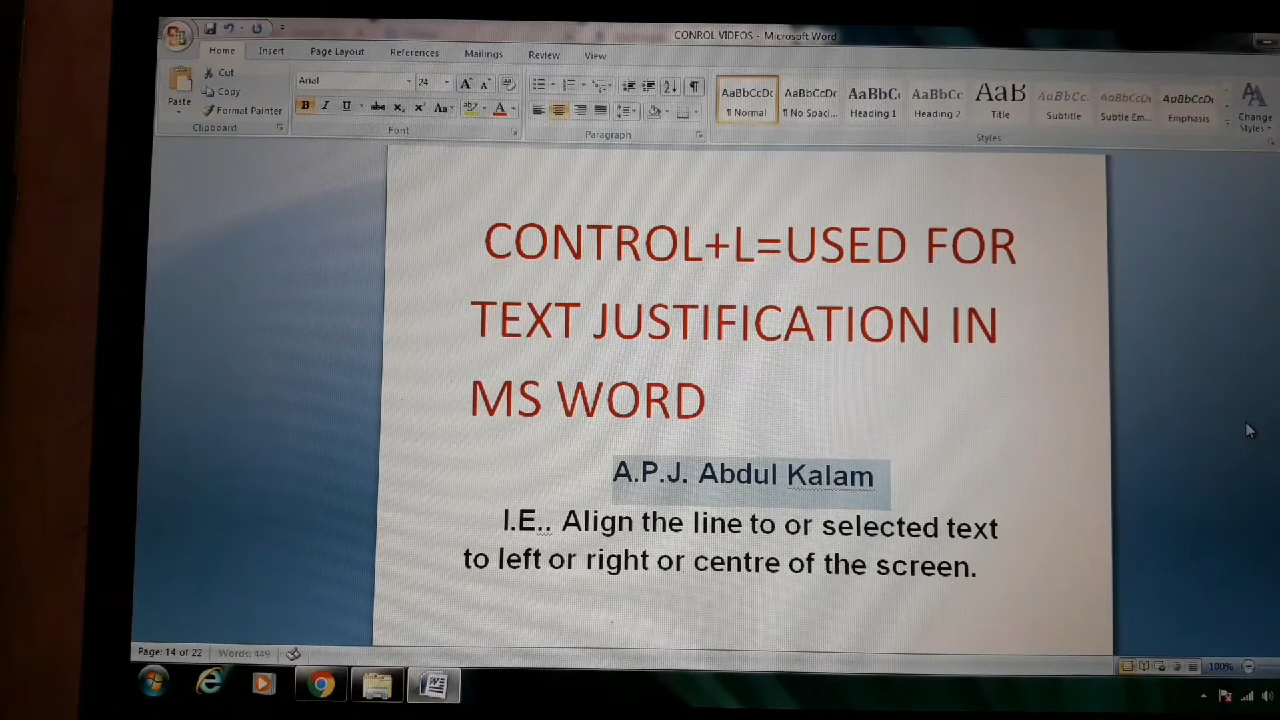 CONROL VIDEOS - Microsoft Word
Home Insert Page Layout References Mailings Review View
Cut
Copy
Format Painter
Paste
Clipboard
Arial 24
B I U abc X₂ X² Aa
Font
Paragraph
AaBbCcDc AaBbCcDc AaBbC AaBbCc AaB AaBbCc. AaBbCcDc AaBbCcDc
¶ Normal ¶ No Spaci... Heading 1 Heading 2 Title Subtitle Subtle Em... Emphasis
Change Styles
Styles
CONTROL+L=USED FOR
TEXT JUSTIFICATION IN
MS WORD
A.P.J. Abdul Kalam
I.E.. Align the line to or selected text
to left or right or centre of the screen.
Page: 14 of 22 Words: 449 100%